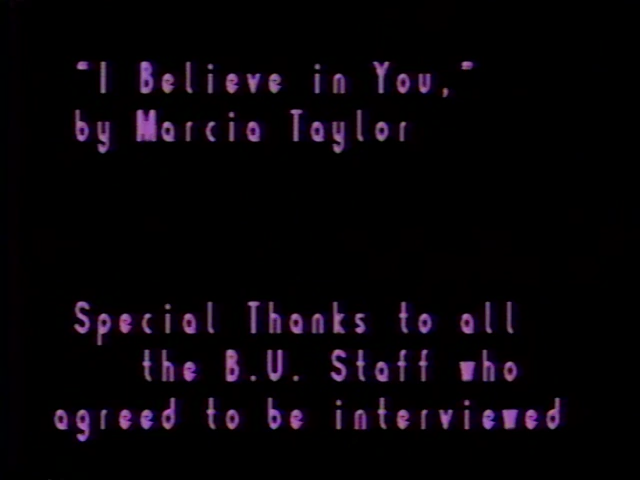 "I Believe in You,"
by Marcia Taylor
Special Thanks to all
the B.U. Staff who
agreed to be interviewed